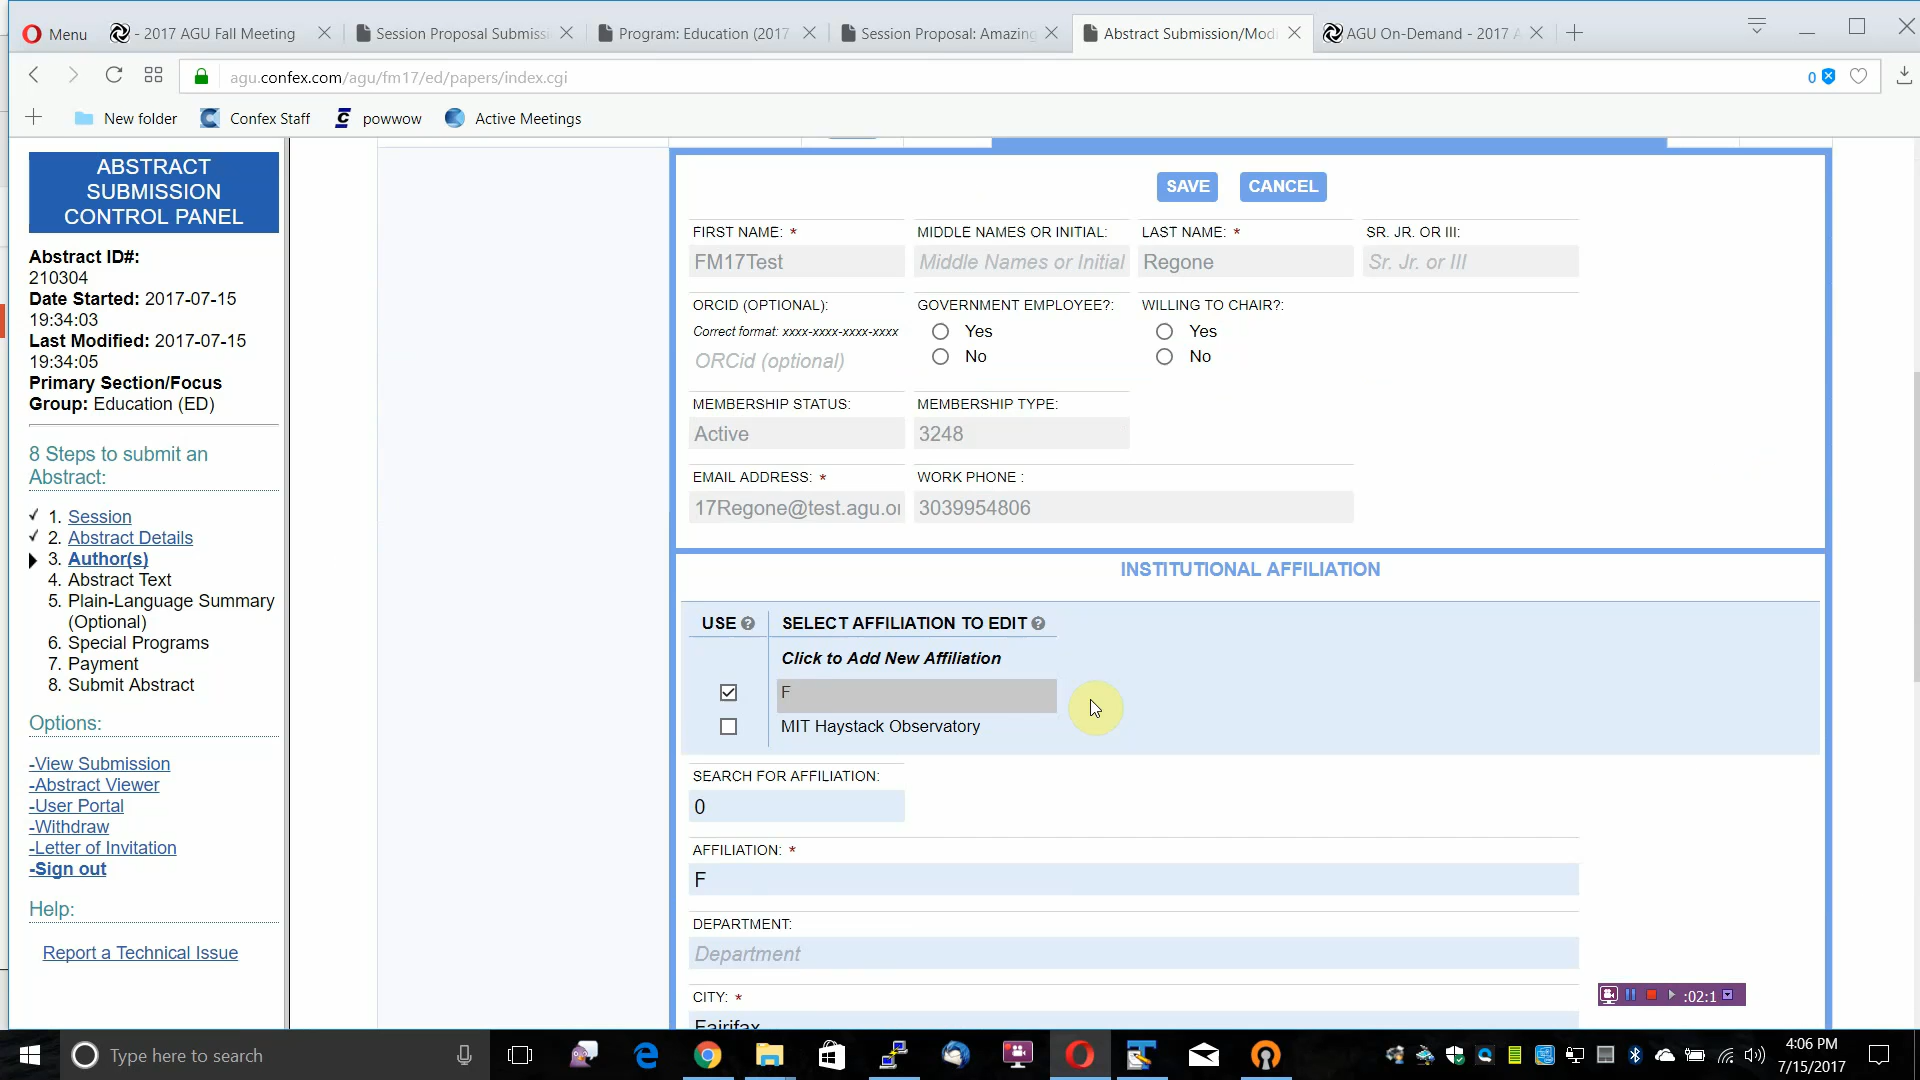 Menu
- 2017 AGU Fall Meeting
Session Proposal Submissi
Program: Education (2017
Session Proposal: Amazing
Abstract Submission/Modi
AGU On-Demand - 2017 A
agu.confex.com/agu/fm17/ed/papers/index.cgi
0
New folder
Confex Staff
powwow
Active Meetings
ABSTRACT
SUBMISSION
CONTROL PANEL
Abstract ID#:
210304
Date Started: 2017-07-15
19:34:03
Last Modified: 2017-07-15
19:34:05
Primary Section/Focus
Group: Education (ED)
8 Steps to submit an
Abstract:
1. Session
2. Abstract Details
3. Author(s)
4. Abstract Text
5. Plain-Language Summary
(Optional)
6. Special Programs
7. Payment
8. Submit Abstract
Options:
-View Submission
-Abstract Viewer
-User Portal
-Withdraw
-Letter of Invitation
-Sign out
Help:
Report a Technical Issue
SAVE CANCEL
FIRST NAME: * MIDDLE NAMES OR INITIAL: LAST NAME: * SR. JR. OR III:
FM17Test Middle Names or Initial Regone Sr. Jr. or III
ORCID (OPTIONAL): GOVERNMENT EMPLOYEE?: WILLING TO CHAIR?:
Correct format: xxxx-xxxx-xxxx-xxxx Yes Yes
ORCid (optional) No No
MEMBERSHIP STATUS: MEMBERSHIP TYPE:
Active 3248
EMAIL ADDRESS: * WORK PHONE :
17Regone@test.agu.or 3039954806
INSTITUTIONAL AFFILIATION
USE SELECT AFFILIATION TO EDIT
Click to Add New Affiliation
F
MIT Haystack Observatory
SEARCH FOR AFFILIATION:
0
AFFILIATION: *
F
DEPARTMENT:
Department
CITY: *
Fairifax
:02:1
Type here to search
4:06 PM
7/15/2017